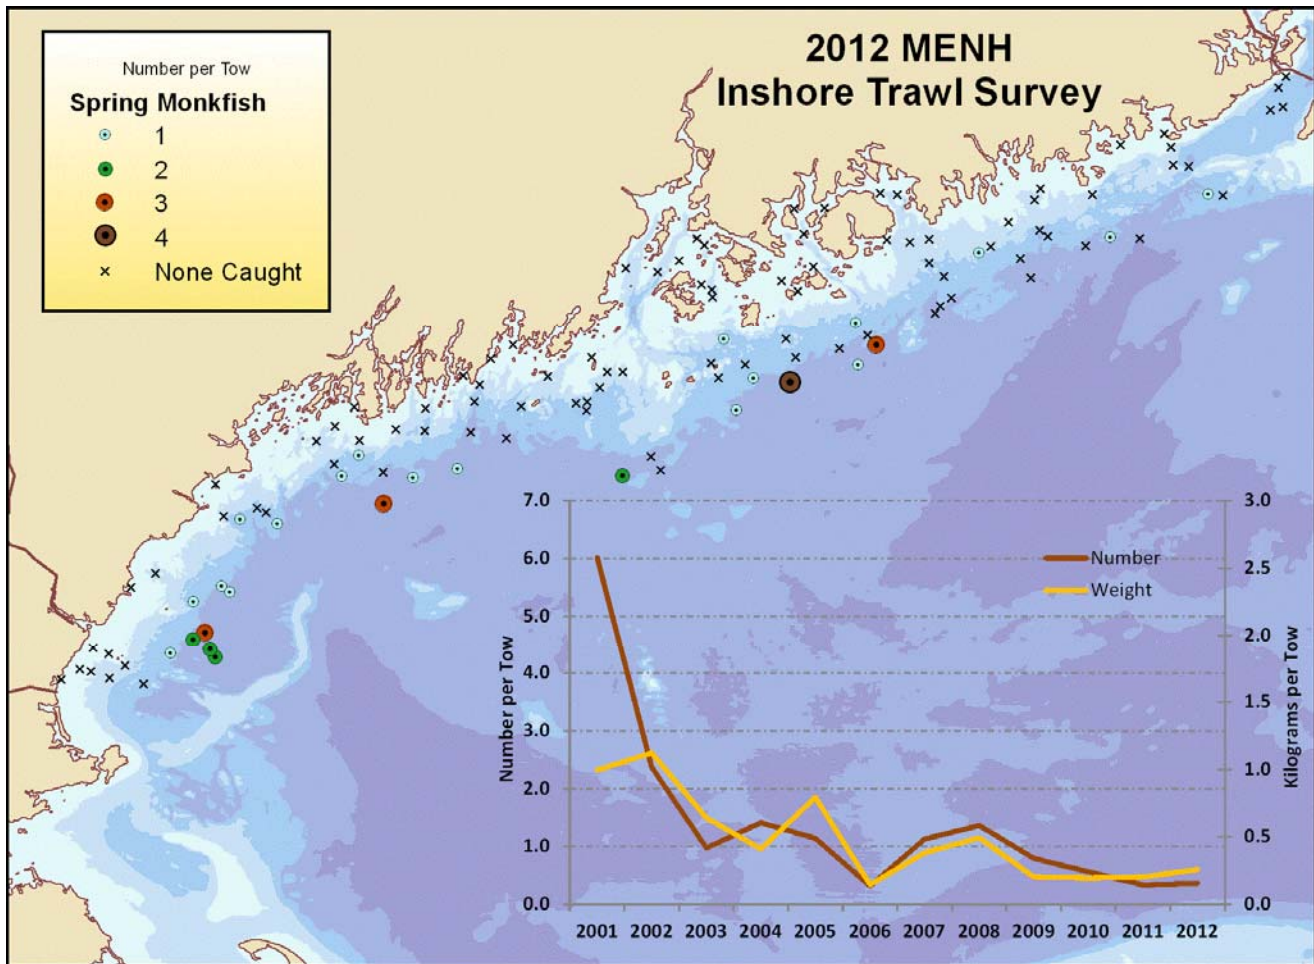 2012 MENH
Inshore Trawl Survey
Number per Tow
Spring Monkfish
1
2
3
4
× None Caught
7.0
6.0
5.0
4.0
3.0
2.0
1.0
0.0
Number per Tow
Number
Weight
3.0
2.5
2.0
1.5
1.0
0.5
0.0
Kilograms per Tow
2001 2002 2003 2004 2005 2006 2007 2008 2009 2010 2011 2012